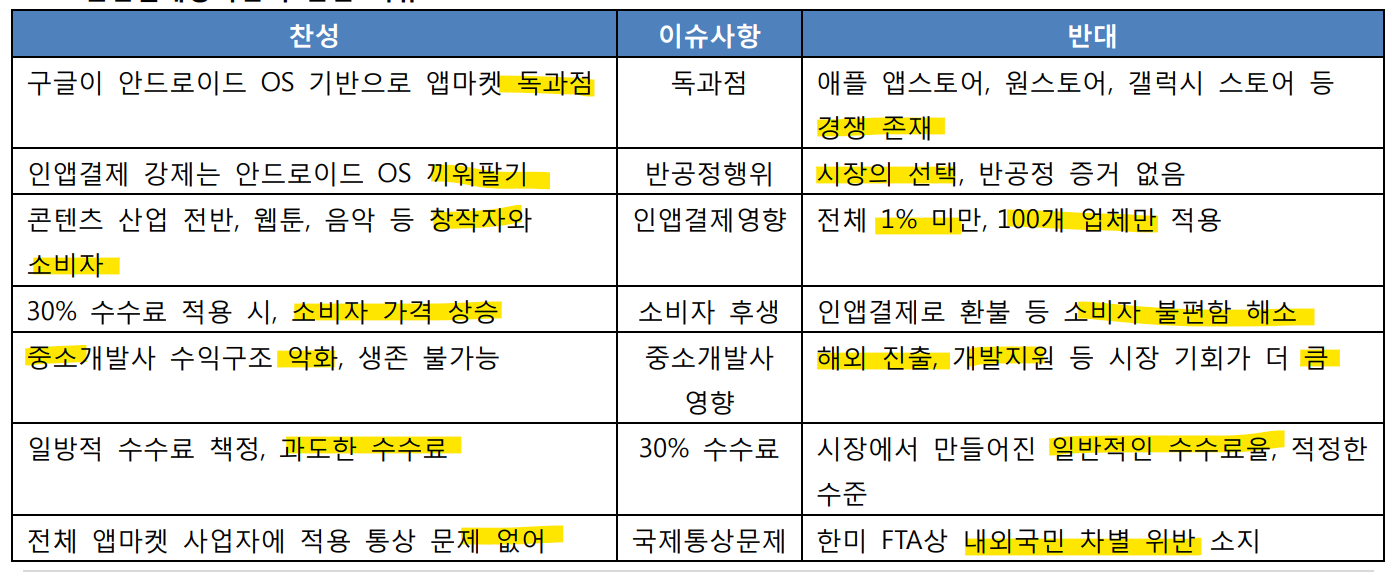 찬성 이슈사항 반대
구글이 안드로이드 OS 기반으로 앱마켓 독과점 독과점 애플 앱스토어, 원스토어, 갤럭시 스토어 등
경쟁 존재
인앱결제 강제는 안드로이드 OS 끼워팔기 반공정행위 시장의 선택, 반공정 증거 없음
콘텐츠 산업 전반, 웹툰, 음악 등 창작자와 인앱결제영향 전체 1% 미만, 100개 업체만 적용
소비자
30% 수수료 적용 시, 소비자 가격 상승 소비자 후생 인앱결제로 환불 등 소비자 불편함 해소
중소개발사 수익구조 악화, 생존 불가능 중소개발사 해외 진출, 개발지원 등 시장 기회가 더 큼
영향
일방적 수수료 책정, 과도한 수수료 30% 수수료 시장에서 만들어진 일반적인 수수료율, 적정한
수준
전체 앱마켓 사업자에 적용 통상 문제 없어 국제통상문제 한미 FTA상 내외국민 차별 위반 소지